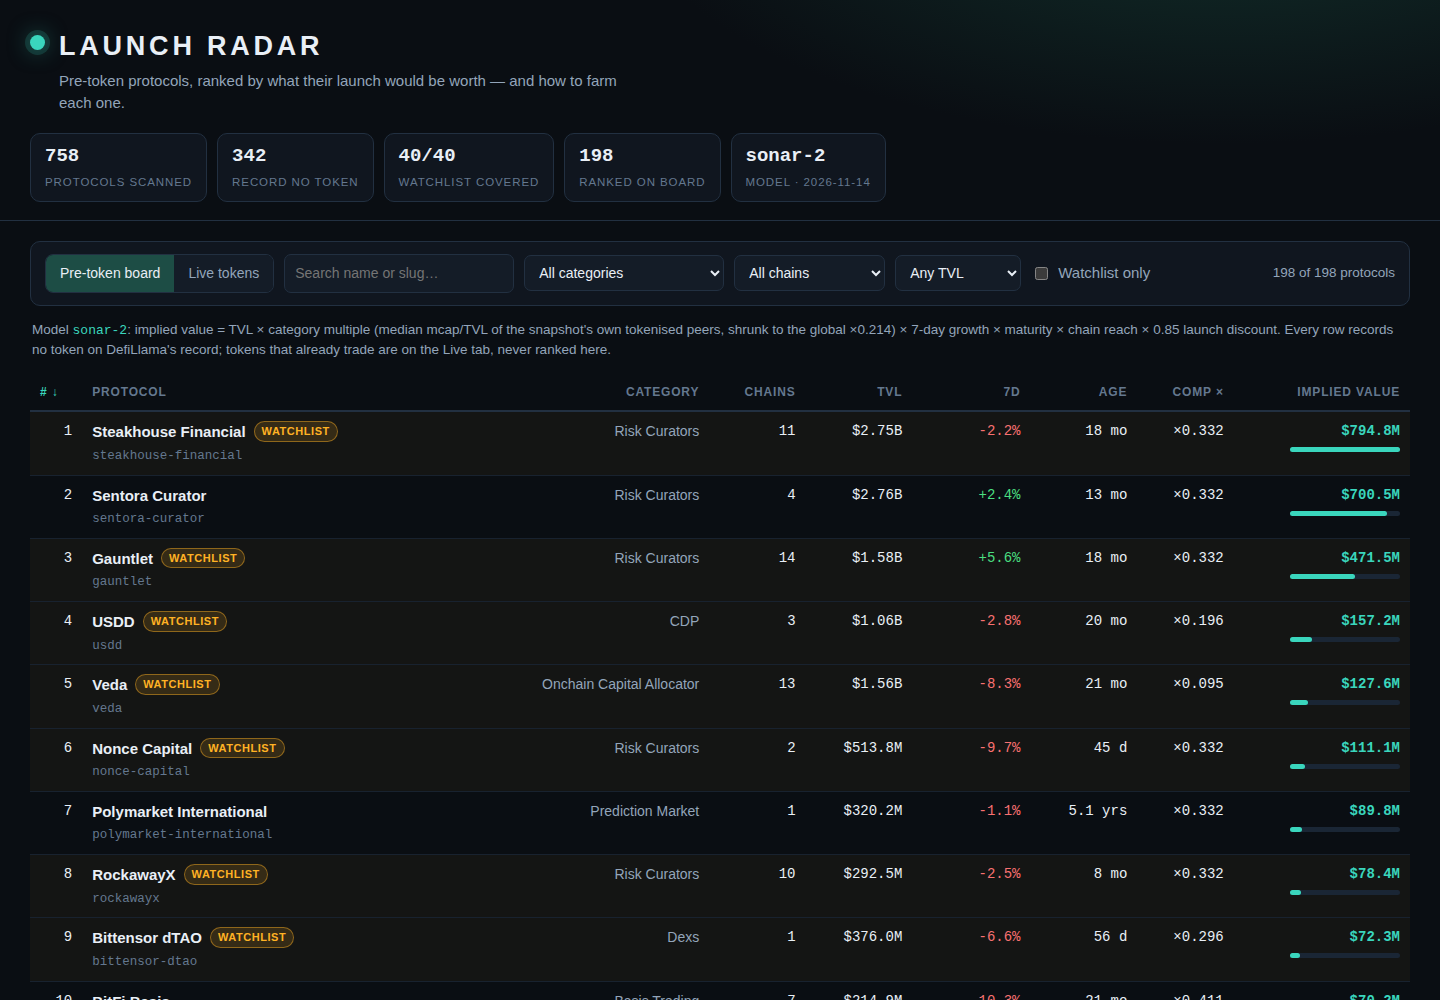 LAUNCH RADAR
Pre-token protocols, ranked by what their launch would be worth — and how to farm
each one.
758 342 40/40 198 sonar-2
PROTOCOLS SCANNED RECORD NO TOKEN WATCHLIST COVERED RANKED ON BOARD MODEL · 2026-11-14
Pre-token board Live tokens Search name or slug… All categories All chains Any TVL Watchlist only 198 of 198 protocols
Model sonar-2: implied value = TVL × category multiple (median mcap/TVL of the snapshot's own tokenised peers, shrunk to the global ×0.214) × 7-day growth × maturity × chain reach × 0.85 launch discount. Every row records
no token on DefiLlama's record; tokens that already trade are on the Live tab, never ranked here.
# ↓ PROTOCOL CATEGORY CHAINS TVL 7D AGE COMP × IMPLIED VALUE
1 Steakhouse Financial WATCHLIST Risk Curators 11 $2.75B -2.2% 18 mo ×0.332 $794.8M
steakhouse-financial
2 Sentora Curator Risk Curators 4 $2.76B +2.4% 13 mo ×0.332 $700.5M
sentora-curator
3 Gauntlet WATCHLIST Risk Curators 14 $1.58B +5.6% 18 mo ×0.332 $471.5M
gauntlet
4 USDD WATCHLIST CDP 3 $1.06B -2.8% 20 mo ×0.196 $157.2M
usdd
5 Veda WATCHLIST Onchain Capital Allocator 13 $1.56B -8.3% 21 mo ×0.095 $127.6M
veda
6 Nonce Capital WATCHLIST Risk Curators 2 $513.8M -9.7% 45 d ×0.332 $111.1M
nonce-capital
7 Polymarket International Prediction Market 1 $320.2M -1.1% 5.1 yrs ×0.332 $89.8M
polymarket-international
8 RockawayX WATCHLIST Risk Curators 10 $292.5M -2.5% 8 mo ×0.332 $78.4M
rockawayx
9 Bittensor dTAO WATCHLIST Dexs 1 $376.0M -6.6% 56 d ×0.296 $72.3M
bittensor-dtao